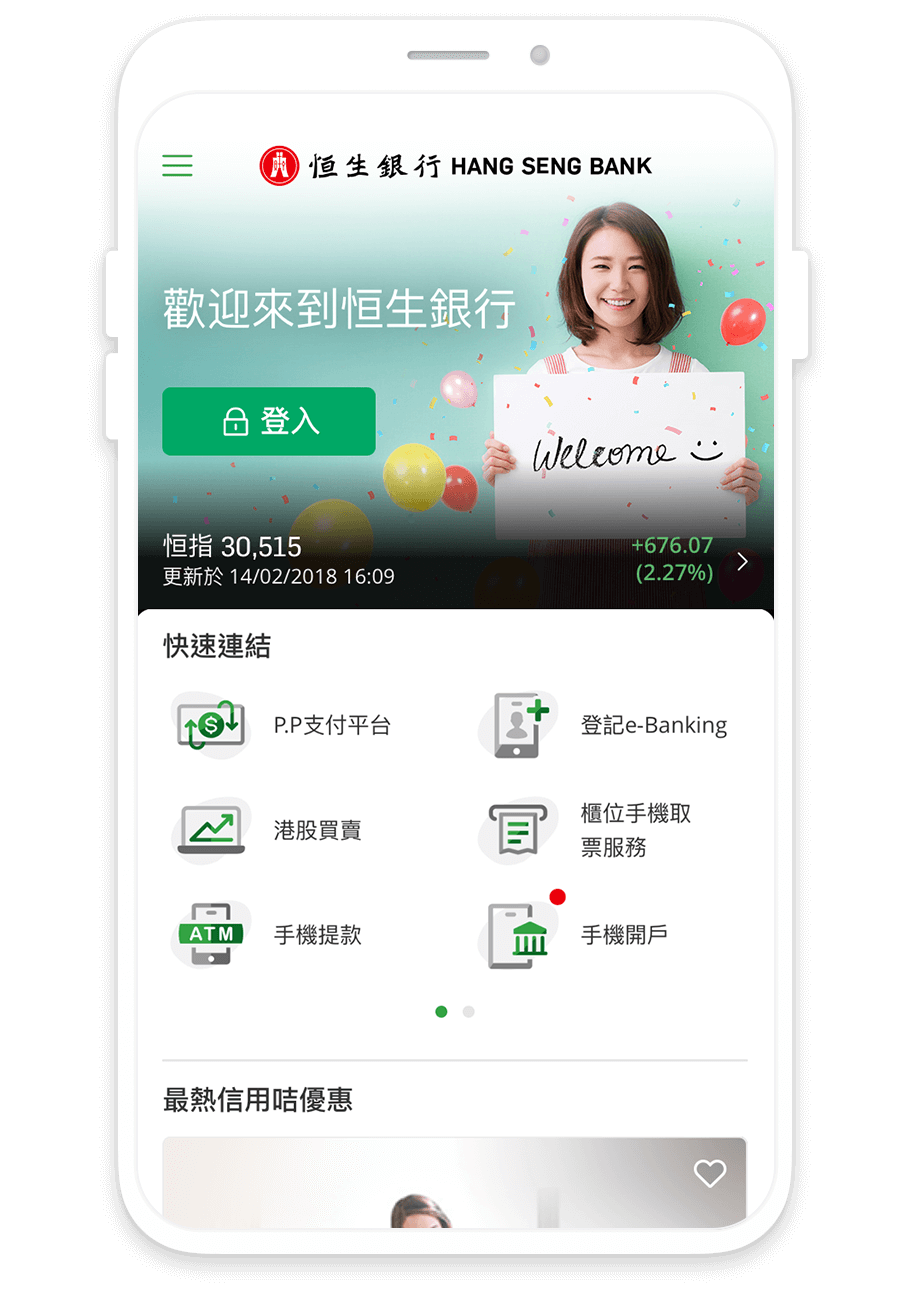 恒生銀行 HANG SENG BANK
歡迎來到恒生銀行
登入
Welcome
恒指 30,515
+676.07
更新於 14/02/2018 16:09
(2.27%)
快速連結
P.P支付平台
登記e-Banking
港股買賣
櫃位手機取
票服務
ATM
手機提款
手機開戶
最熱信用咭優惠